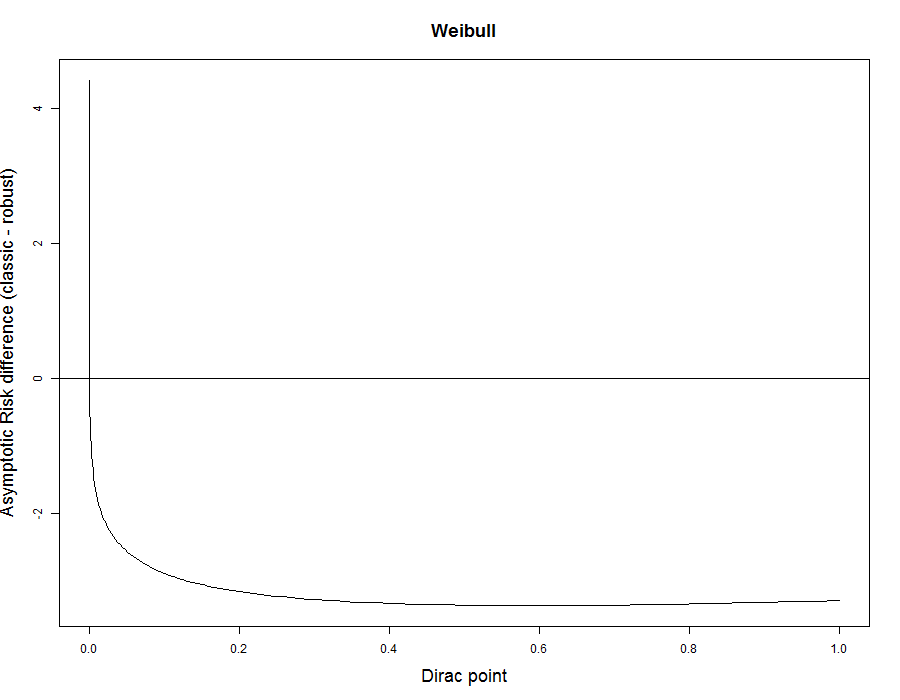 Weibull
Asymptotic Risk difference (classic - robust)
4
2
0
-2
0.0 0.2 0.4 0.6 0.8 1.0
Dirac point